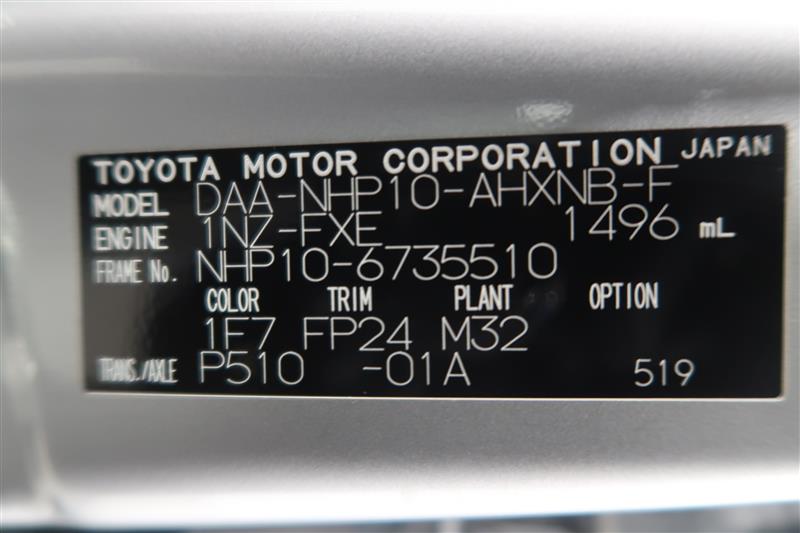 TOYOTA MOTOR CORPORATION JAPAN
MODEL DAA-NHP10-AHXNB-F
ENGINE 1NZ-FXE 1496 mL
FRAME No. NHP10-6735510
COLOR TRIM PLANT OPTION
1F7 FP24 M32
TRANS./AXLE P510 -01A 519